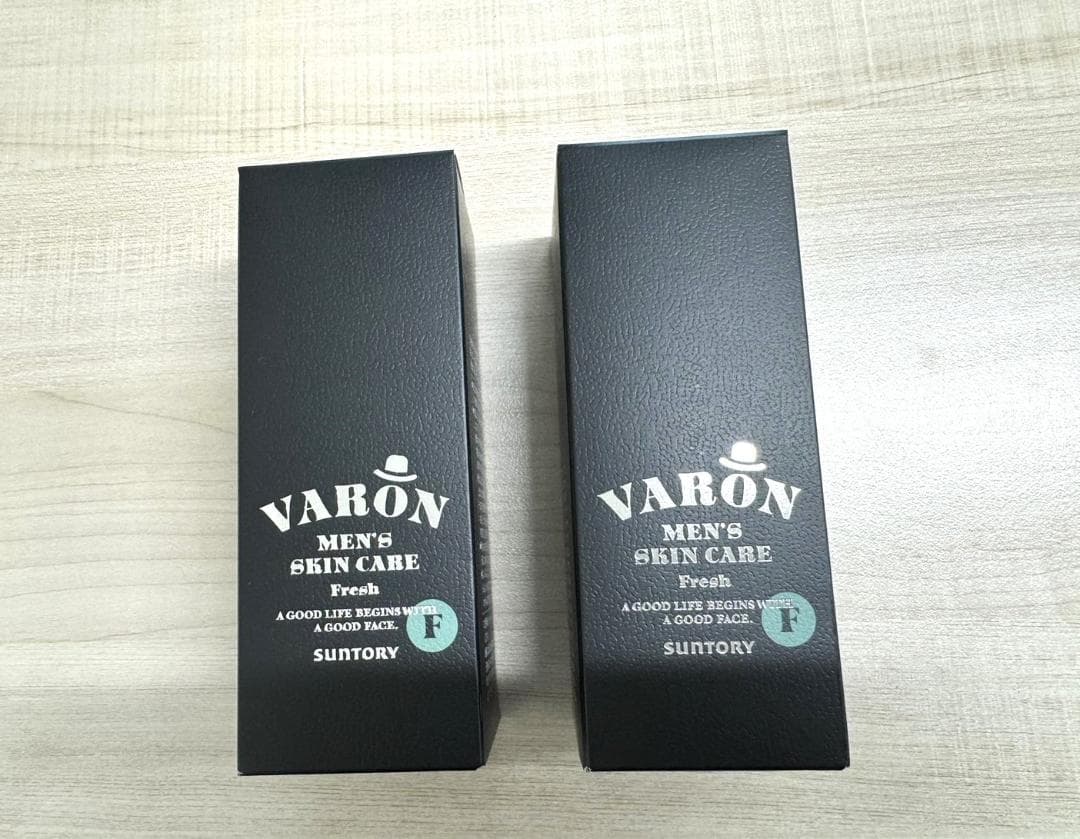 VARON
MEN'S
SKIN CARE
Fresh
A GOOD LIFE BEGINS WITH
A GOOD FACE.
F
SUNTORY
VARON
MEN'S
SKIN CARE
Fresh
A GOOD LIFE BEGINS WITH
A GOOD FACE.
F
SUNTORY